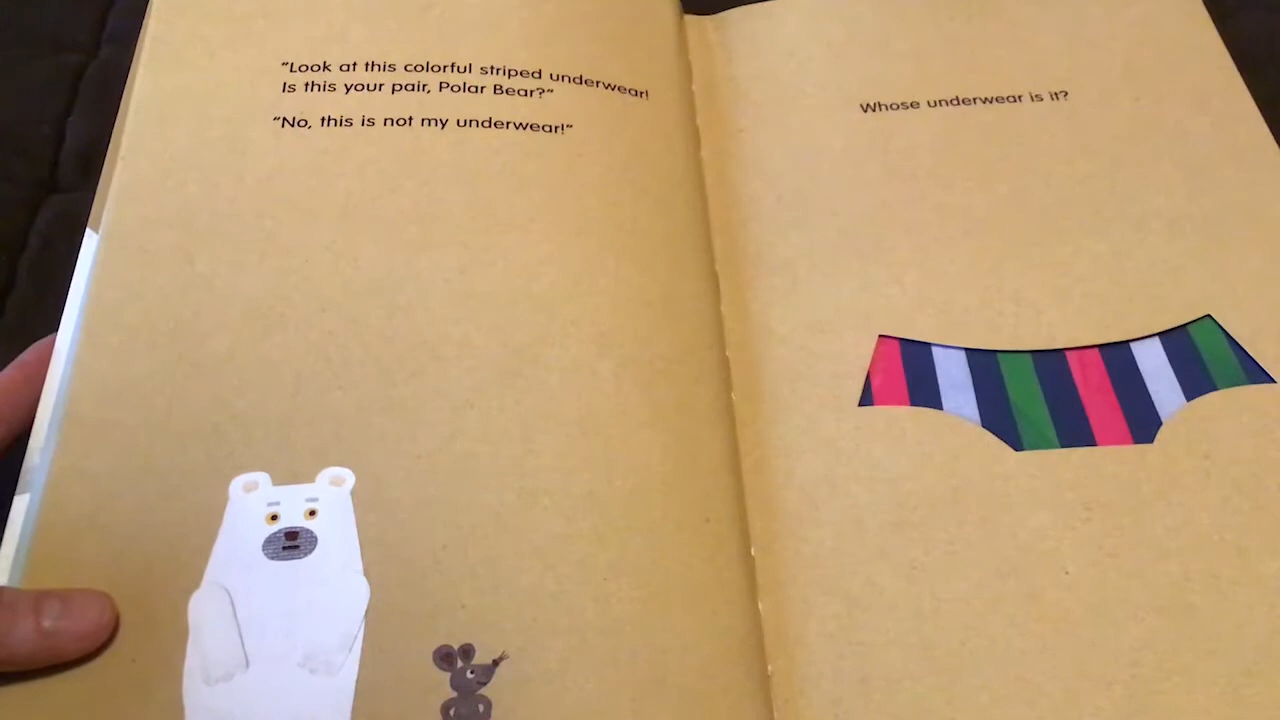 "Look at this colorful striped underwear!
Is this your pair, Polar Bear?"
"No, this is not my underwear!"
Whose underwear is it?